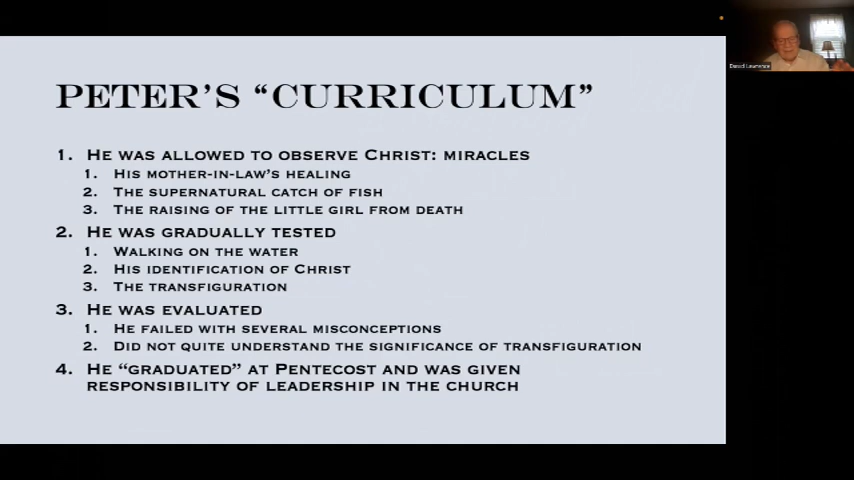 PETER'S “CURRICULUM”
1. HE WAS ALLOWED TO OBSERVE CHRIST: MIRACLES
1. HIS MOTHER-IN-LAW'S HEALING
2. THE SUPERNATURAL CATCH OF FISH
3. THE RAISING OF THE LITTLE GIRL FROM DEATH
2. HE WAS GRADUALLY TESTED
1. WALKING ON THE WATER
2. HIS IDENTIFICATION OF CHRIST
3. THE TRANSFIGURATION
3. HE WAS EVALUATED
1. HE FAILED WITH SEVERAL MISCONCEPTIONS
2. DID NOT QUITE UNDERSTAND THE SIGNIFICANCE OF TRANSFIGURATION
4. HE “GRADUATED” AT PENTECOST AND WAS GIVEN
RESPONSIBILITY OF LEADERSHIP IN THE CHURCH
Lawrence